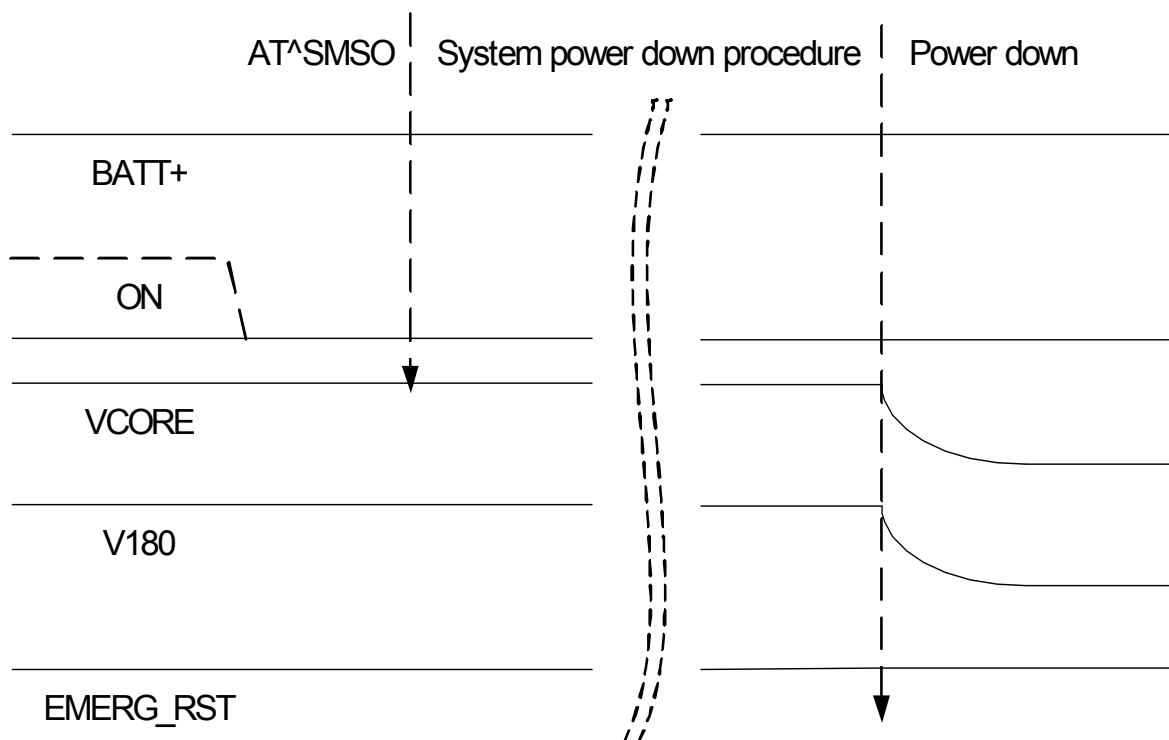 AT^SMSO
System power down procedure
Power down
BATT+
ON
VCORE
V180
EMERG_RST